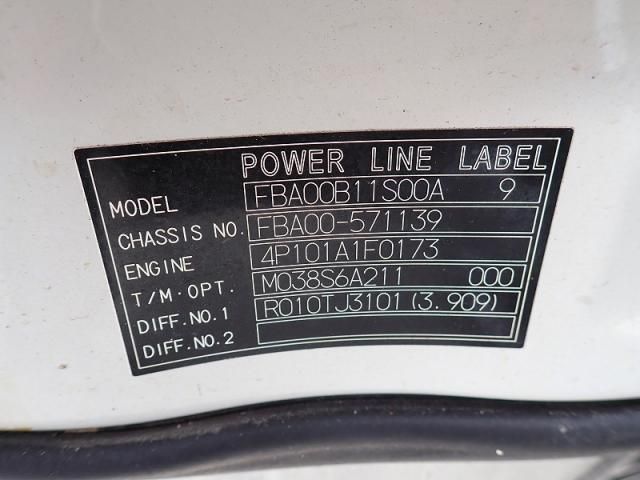 POWER LINE LABEL
MODEL FBA00B11S00A 9
CHASSIS NO. FBA00-571139
ENGINE 4P101A1F0173
T/M·OPT. M038S6A211 000
DIFF.NO.1 R010TJ3101 (3.909)
DIFF.NO.2